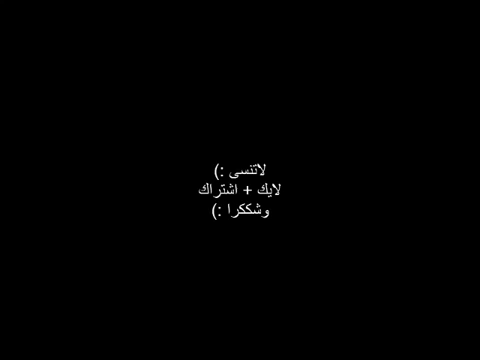 لاتنسى :)
لايك + اشتراك
وشككرا :)